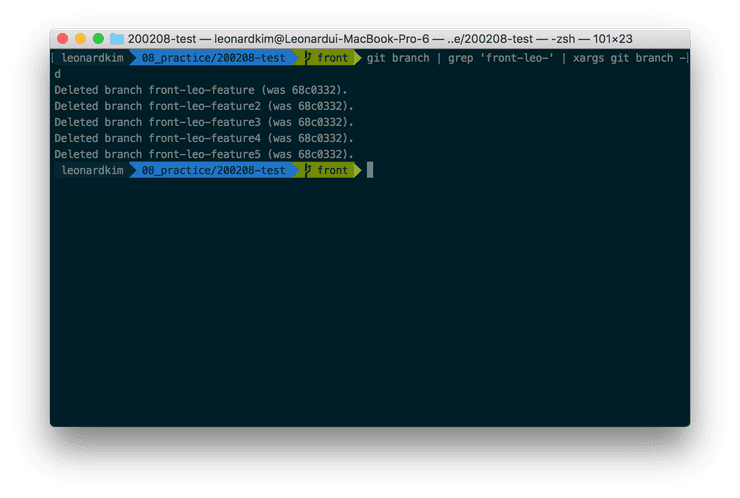 200208-test — leonardkim@Leonardui-MacBook-Pro-6 — ..e/200208-test — -zsh — 101×23
[ leonardkim 08_practice/200208-test front git branch | grep 'front-leo-' | xargs git branch -]
d
Deleted branch front-leo-feature (was 68c0332).
Deleted branch front-leo-feature2 (was 68c0332).
Deleted branch front-leo-feature3 (was 68c0332).
Deleted branch front-leo-feature4 (was 68c0332).
Deleted branch front-leo-feature5 (was 68c0332).
leonardkim 08_practice/200208-test front